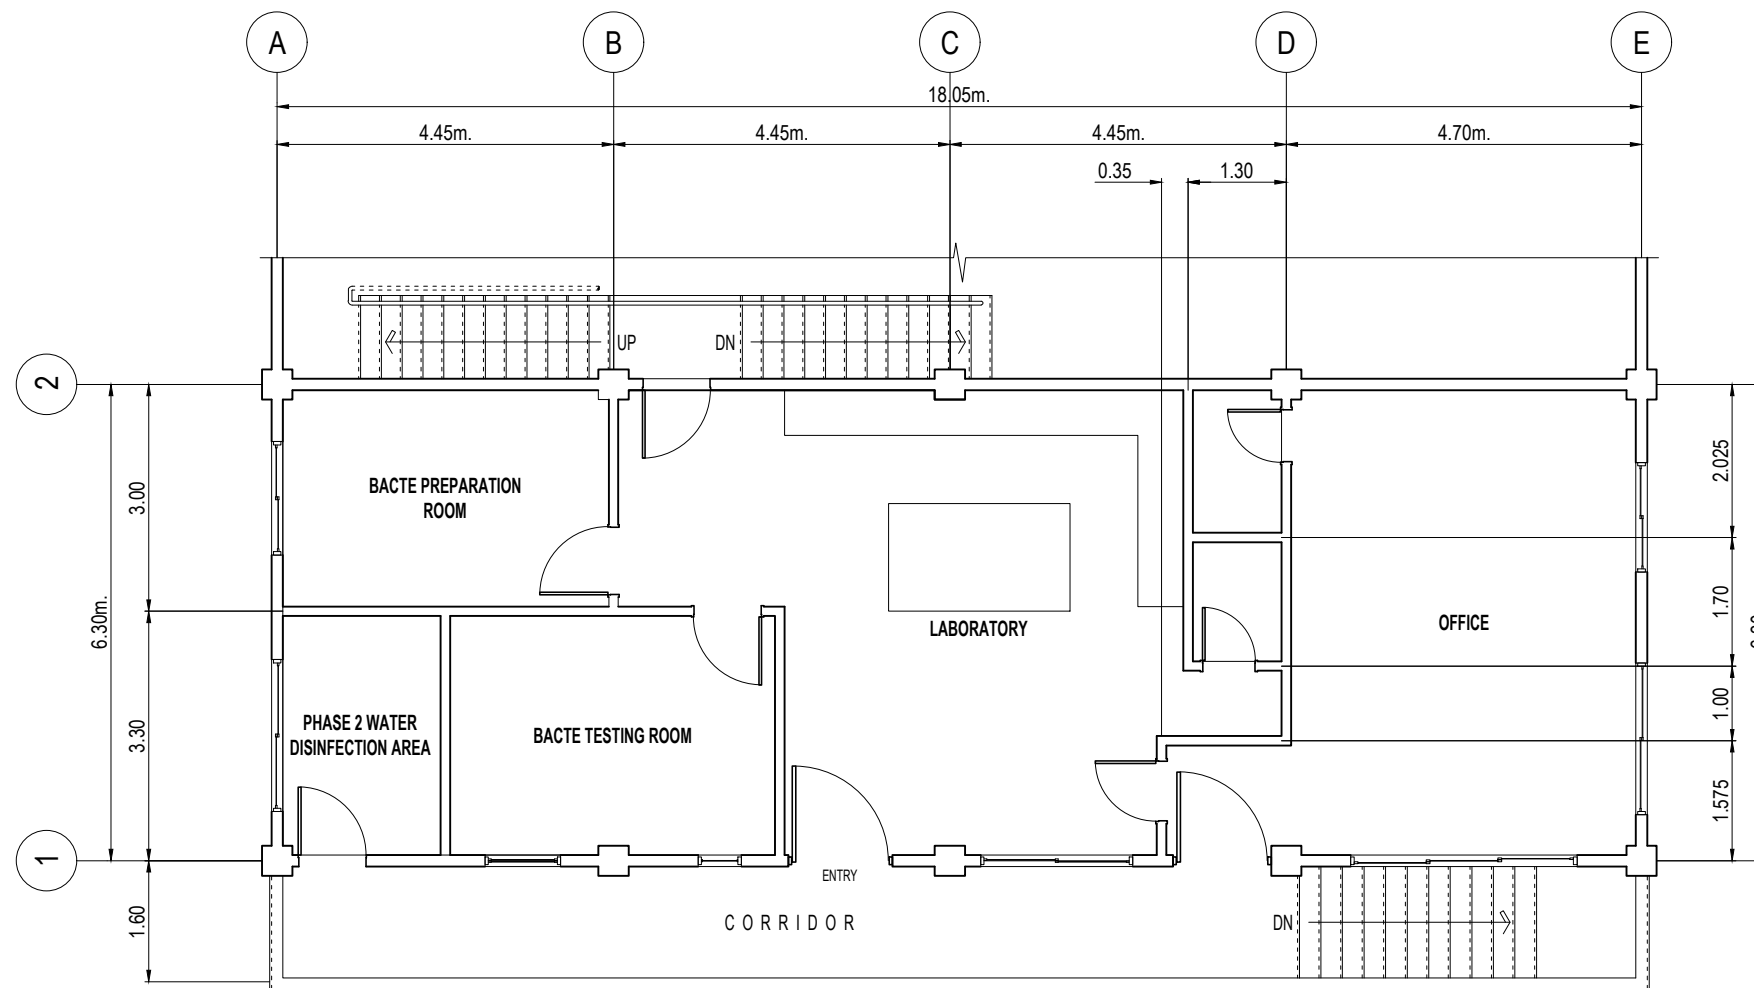 A B C D E
18.05m.
4.45m. 4.45m. 4.45m. 4.70m.
0.35 1.30
UP DN
2
BACTE PREPARATION
ROOM
3.00
2.025
6.30m.
LABORATORY
OFFICE
1.70
3.30
PHASE 2 WATER
DISINFECTION AREA
BACTE TESTING ROOM
1.00
1.575
1
ENTRY
1.60
CORRIDOR
DN